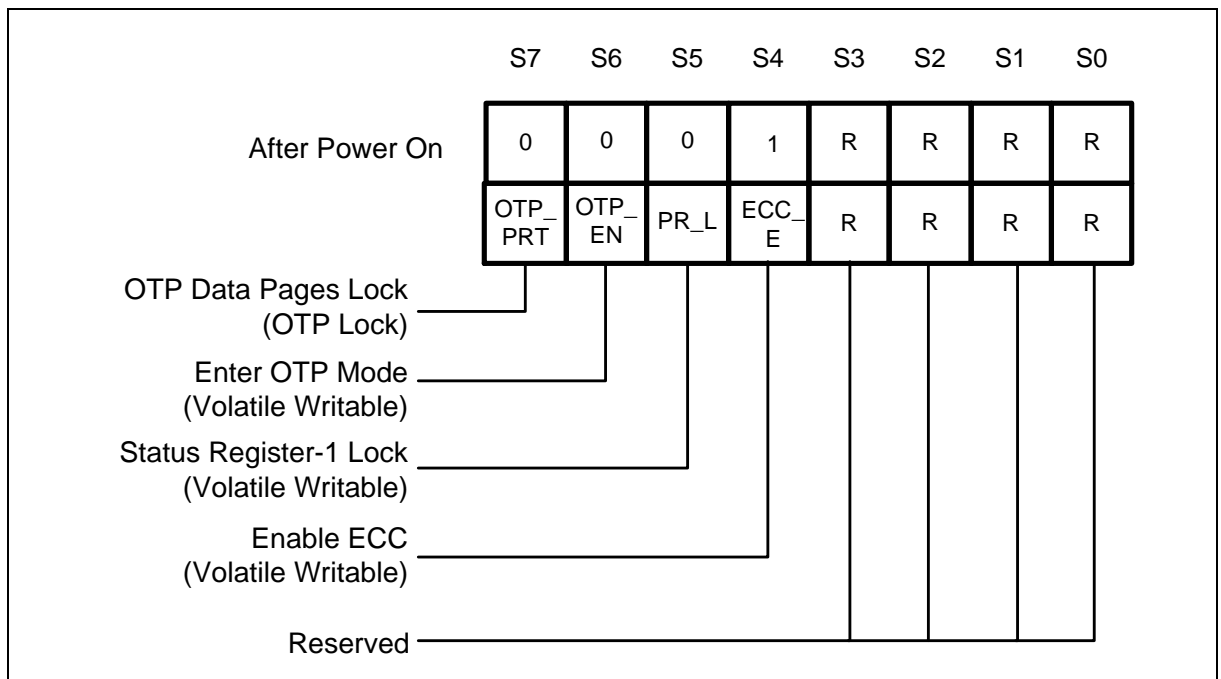 S7 S6 S5 S4 S3 S2 S1 S0
After Power On 0 0 0 1 R R R R
OTP_ PRT OTP_ EN PR_L ECC_ E R R R R
OTP Data Pages Lock
(OTP Lock)
Enter OTP Mode
(Volatile Writable)
Status Register-1 Lock
(Volatile Writable)
Enable ECC
(Volatile Writable)
Reserved